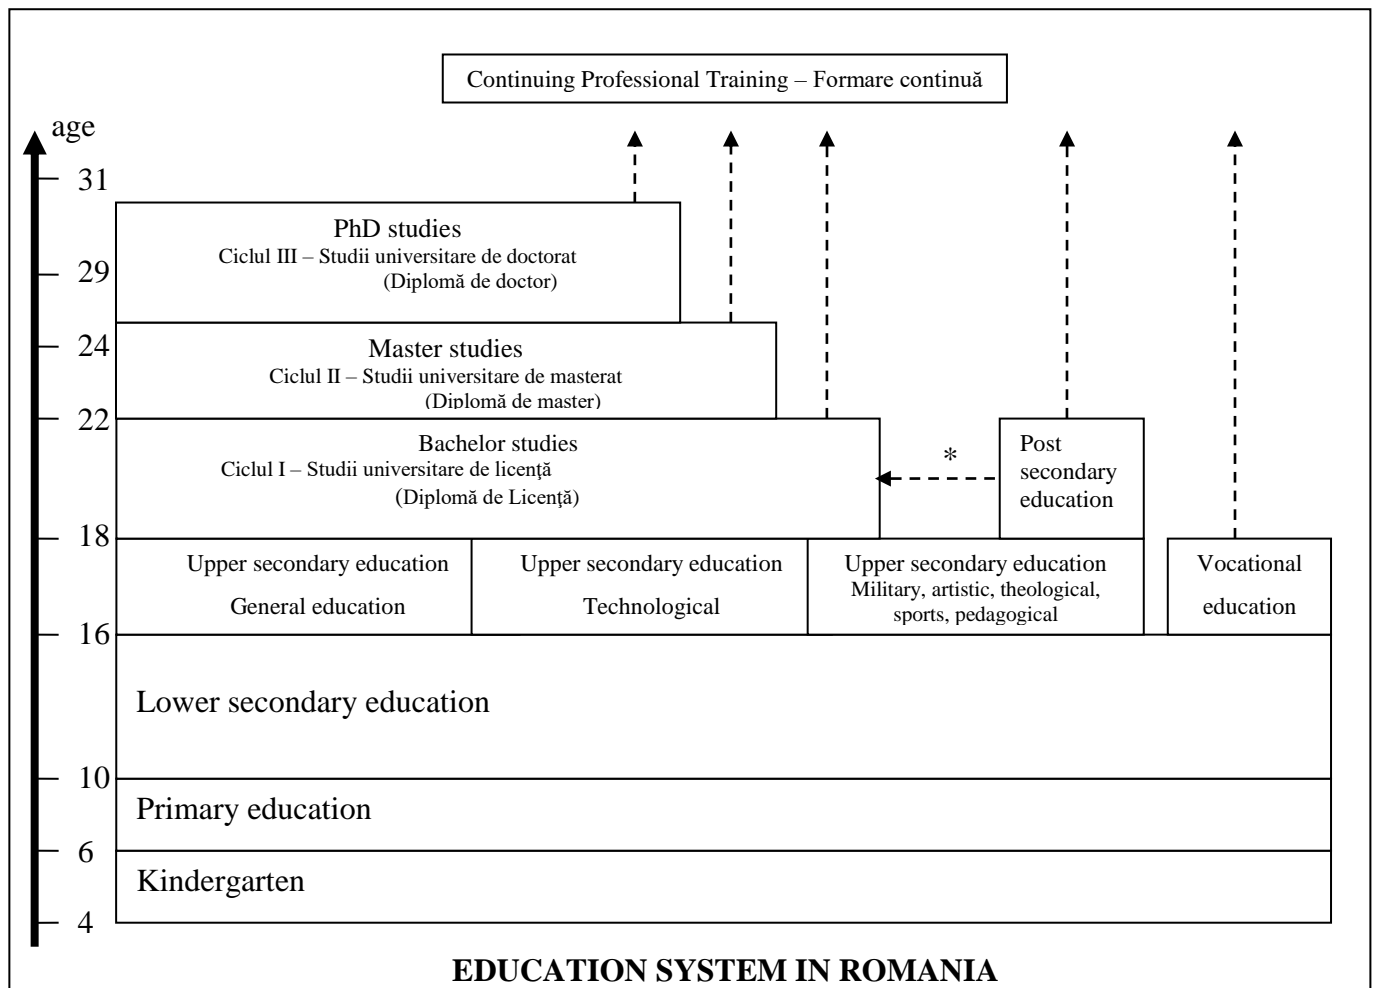 Continuing Professional Training – Formare continuă
age
31
PhD studies
Ciclul III – Studii universitare de doctorat
29
(Diplomă de doctor)
24
Master studies
Ciclul II – Studii universitare de masterat
(Diplomă de master)
22
Bachelor studies
Ciclul I – Studii universitare de licenţă
(Diplomă de Licenţă)
*
Post
secondary
education
18
Upper secondary education
General education
Upper secondary education
Technological
Upper secondary education
Military, artistic, theological,
sports, pedagogical
Vocational
education
16
Lower secondary education
10
Primary education
6
Kindergarten
4
EDUCATION SYSTEM IN ROMANIA